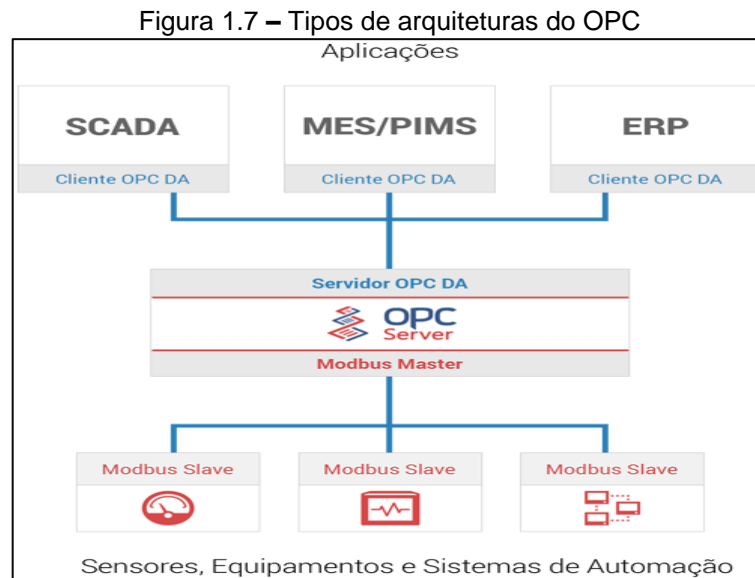 Figura 1.7 – Tipos de arquiteturas do OPC
Aplicações
SCADA MES/PIMS ERP
Cliente OPC DA Cliente OPC DA Cliente OPC DA
Servidor OPC DA
OPC
Server
Modbus Master
Modbus Slave Modbus Slave Modbus Slave
Sensores, Equipamentos e Sistemas de Automação